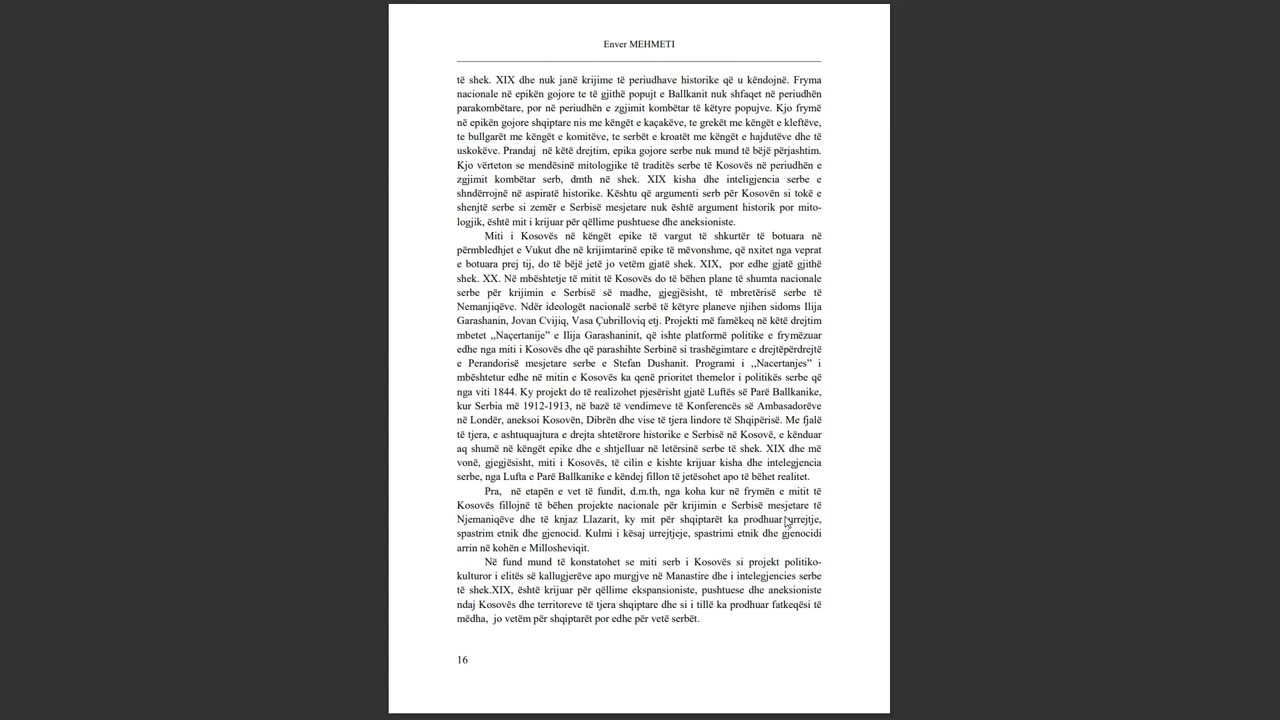 Enver MEHMETI
të shek. XIX dhe nuk janë krijime të periudhave historike që u këndojnë. Fryma
nacionale në epikën gojore te të gjithë popujt e Ballkanit nuk shfaqet në periudhën
parakombëtare, por në periudhën e zgjimit kombëtar të këtyre popujve. Kjo frymë
në epikën gojore shqiptare nis me këngët e kaçakëve, te grekët me këngët e kleftëve,
te bullgarët me këngët e komitëve, te serbët e kroatët me këngët e hajdutëve dhe të
uskokëve. Prandaj  në këtë drejtim, epika gojore serbe nuk mund të bëjë përjashtim.
Kjo vërteton se mendësinë mitologjike të traditës serbe të Kosovës në periudhën e
zgjimit kombëtar serb, dmth në shek. XIX kisha dhe inteligjencia serbe e
shndërrojnë në aspiratë historike. Kështu që argumenti serb për Kosovën si tokë e
shenjtë serbe si zemër e Serbisë mesjetare nuk është argument historik por mito-
logjik, është mit i krijuar për qëllime pushtuese dhe aneksioniste.
Miti i Kosovës në këngët epike të vargut të shkurtër të botuara në
përmbledhjet e Vukut dhe në krijimtarinë epike të mëvonshme, që nxitet nga veprat
e botuara prej tij, do të bëjë jetë jo vetëm gjatë shek. XIX,  por edhe gjatë gjithë
shek. XX. Në mbështetje të mitit të Kosovës do të bëhen plane të shumta nacionale
serbe për krijimin e Serbisë së madhe, gjegjësisht, të mbretërisë serbe të
Nemanjiqëve. Ndër ideologët nacionalë serbë të këtyre planeve njihen sidoms Ilija
Garashanin, Jovan Cvijiq, Vasa Çubrilloviq etj. Projekti më famëkeq në këtë drejtim
mbetet ,,Naçertanije” e Ilija Garashaninit, që ishte platformë politike e frymëzuar
edhe nga miti i Kosovës dhe që parashihte Serbinë si trashëgimtare e drejtëpërdrejtë
e Perandorisë mesjetare serbe e Stefan Dushanit. Programi i ,,Nacertanjes” i
mbështetur edhe në mitin e Kosovës ka qenë prioritet themelor i politikës serbe që
nga viti 1844. Ky projekt do të realizohet pjesërisht gjatë Luftës së Parë Ballkanike,
kur Serbia më 1912-1913, në bazë të vendimeve të Konferencës së Ambasadorëve
në Londër, aneksoi Kosovën, Dibrën dhe vise të tjera lindore të Shqipërisë. Me fjalë
të tjera, e ashtuquajtura e drejta shtetërore historike e Serbisë në Kosovë, e kënduar
aq shumë në këngët epike dhe e shtjelluar në letërsinë serbe të shek. XIX dhe më
vonë, gjegjësisht, miti i Kosovës, të cilin e kishte krijuar kisha dhe intelegjencia
serbe, nga Lufta e Parë Ballkanike e këndej fillon të jetësohet apo të bëhet realitet.
Pra,  në etapën e vet të fundit, d.m.th, nga koha kur në frymën e mitit të
Kosovës fillojnë të bëhen projekte nacionale për krijimin e Serbisë mesjetare të
Njemaniqëve dhe të knjaz Llazarit, ky mit për shqiptarët ka prodhuar urrejtje,
spastrim etnik dhe gjenocid. Kulmi i kësaj urrejtjeje, spastrimi etnik dhe gjenocidi
arrin në kohën e Millosheviqit.
Në fund mund të konstatohet se miti serb i Kosovës si projekt politiko-
kulturor i elitës së kallugjerëve apo murgjve në Manastire dhe i intelegjencies serbe
të shek.XIX, është krijuar për qëllime ekspansioniste, pushtuese dhe aneksioniste
ndaj Kosovës dhe territoreve të tjera shqiptare dhe si i tillë ka prodhuar fatkeqësi të
mëdha,  jo vetëm për shqiptarët por edhe për vetë serbët.
16